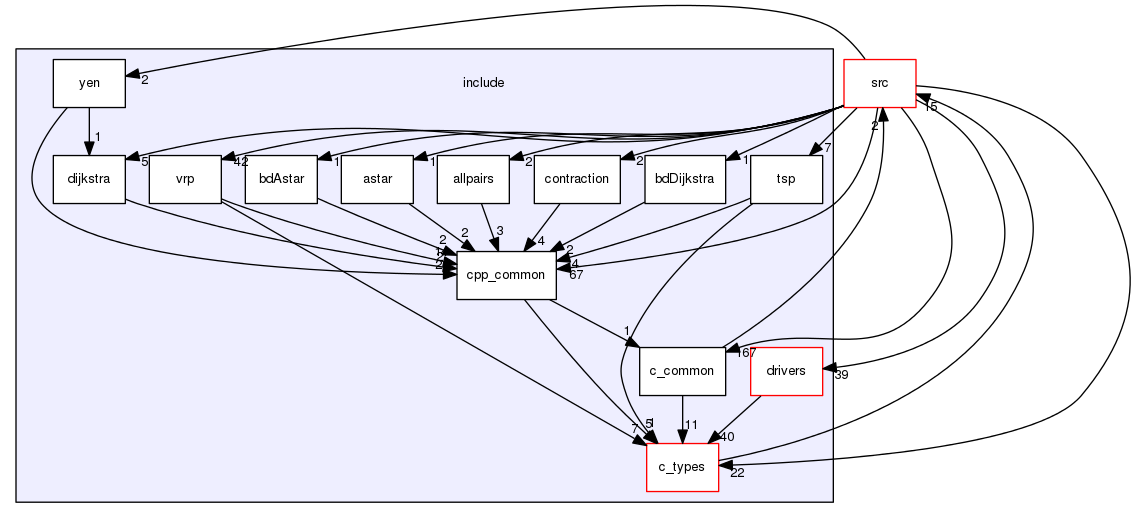 yen
include
src
2
15
2
1
7
5
42
1
1
2
2
1
dijkstra
vrp
bdAstar
astar
allpairs
contraction
bdDijkstra
tsp
2
2
3
4
2
4
67
cpp_common
1
c_common
167
drivers
39
7
5
11
40
c_types
22